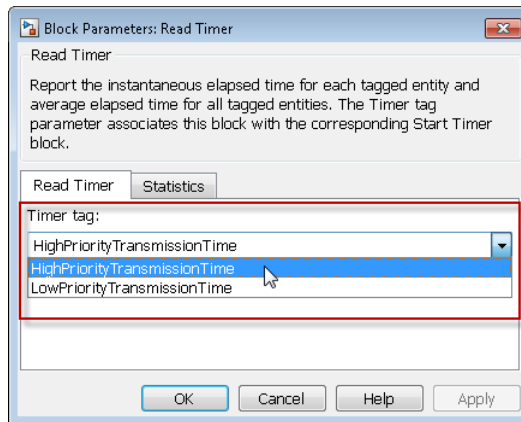 Block Parameters: Read Timer
Read Timer
Report the instantaneous elapsed time for each tagged entity and
average elapsed time for all tagged entities. The Timer tag
parameter associates this block with the corresponding Start Timer
block.
Read Timer Statistics
Timer tag:
HighPriorityTransmissionTime
HighPriorityTransmissionTime
LowPriorityTransmissionTime
OK Cancel Help Apply